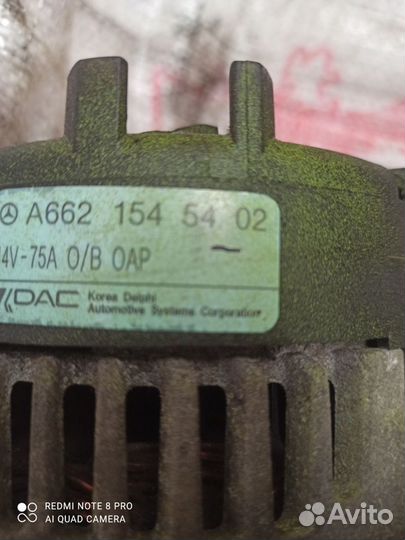 A662 154 54 02
14V-75A O/B OAP
DAC Korea Delphi
Automotive Systems Corporation
REDMI NOTE 8 PRO
AI QUAD CAMERA
Avito